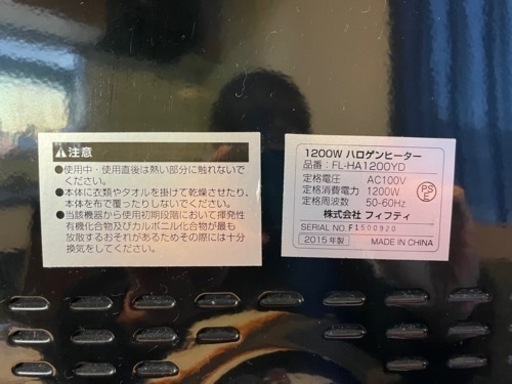 ⚠注意
●使用中・使用直後は熱い部分に触れないで
ください。
●本体に衣類やタオルを掛けて乾燥させたり、
本体を布で覆ったりしないでください。
●当該機器から使用初期段階において揮発性
有機化合物及びカルボニル化合物が最も
放散するおそれがあるためその際には十分
換気をしてください。
1200W ハロゲンヒーター
品番：FL-HA1200YD
定格電圧 AC100V
定格消費電力 1200W
定格周波数 50-60Hz
PSE
株式会社 フィフティ
SERIAL NO. F1500920
2015年製 MADE IN CHINA